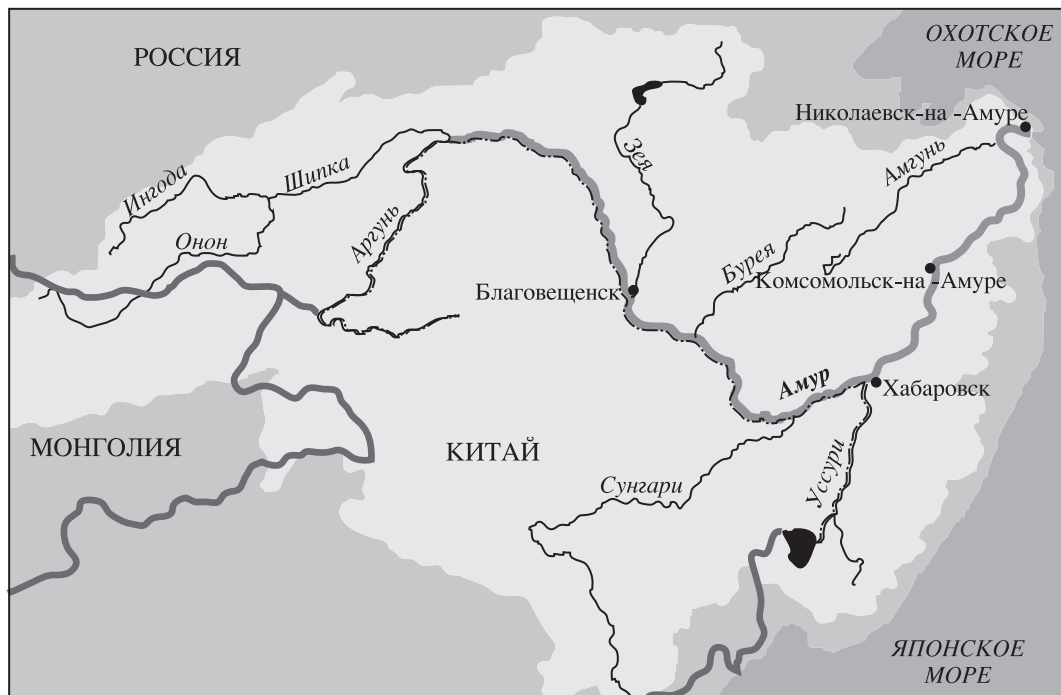 ОХОТСКОЕ
МОРЕ
РОССИЯ
Николаевск-на -Амуре
Зея
Амгунь
Шипка
Ингода
Аргунь
Онон
Бурея
Комсомольск-на -Амуре
Благовещенск
Амур
Хабаровск
МОНГОЛИЯ
КИТАЙ
Сунгари
Уссури
ЯПОНСКОЕ
МОРЕ